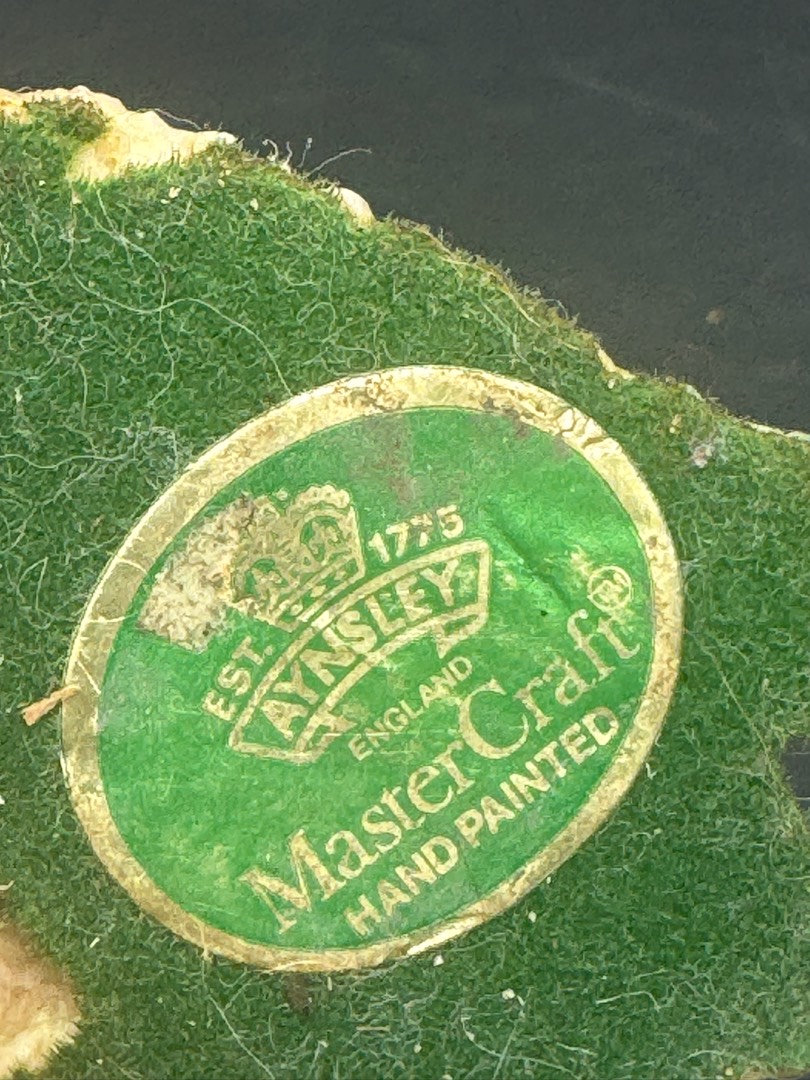 EST. 1775
AYNSLEY
ENGLAND
MasterCraft®
HAND PAINTED